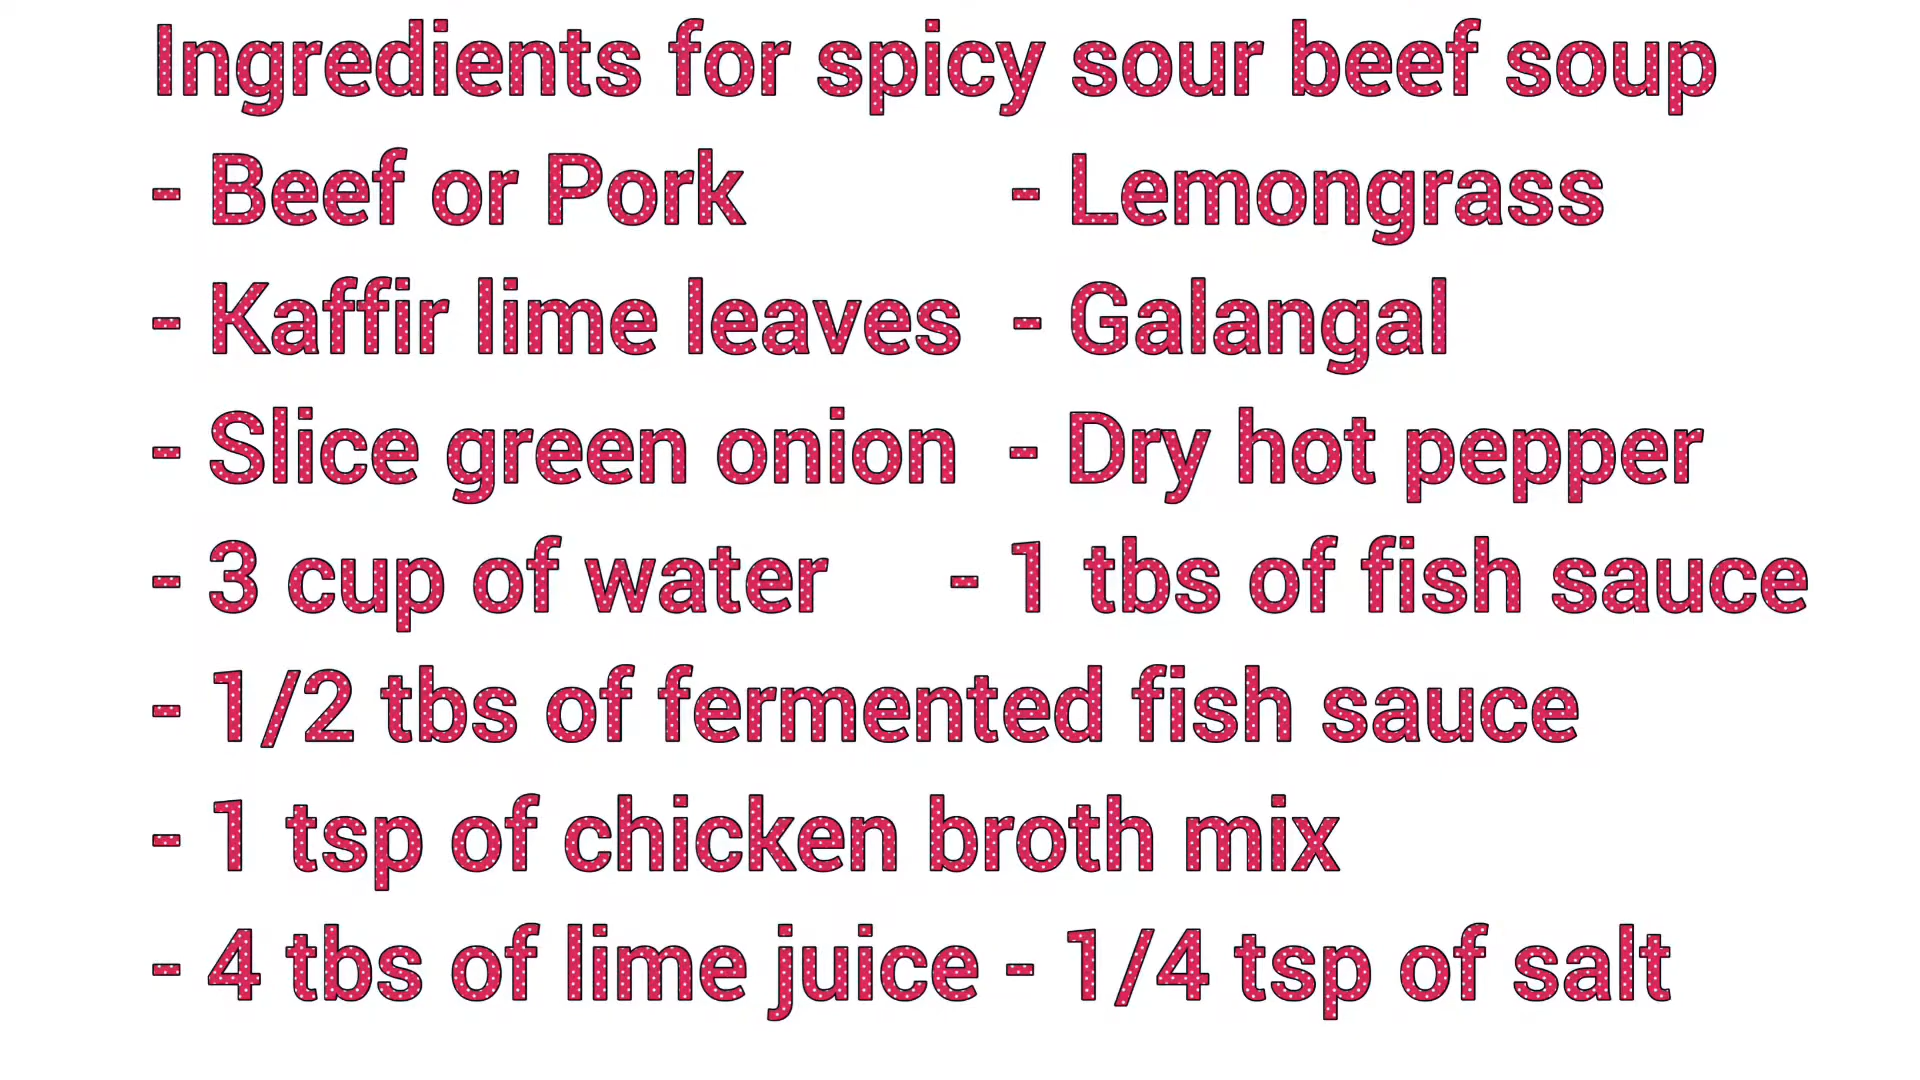 Ingredients for spicy sour beef soup
- Beef or Pork - Lemongrass
- Kaffir lime leaves - Galangal
- Slice green onion - Dry hot pepper
- 3 cup of water - 1 tbs of fish sauce
- 1/2 tbs of fermented fish sauce
- 1 tsp of chicken broth mix
- 4 tbs of lime juice - 1/4 tsp of salt